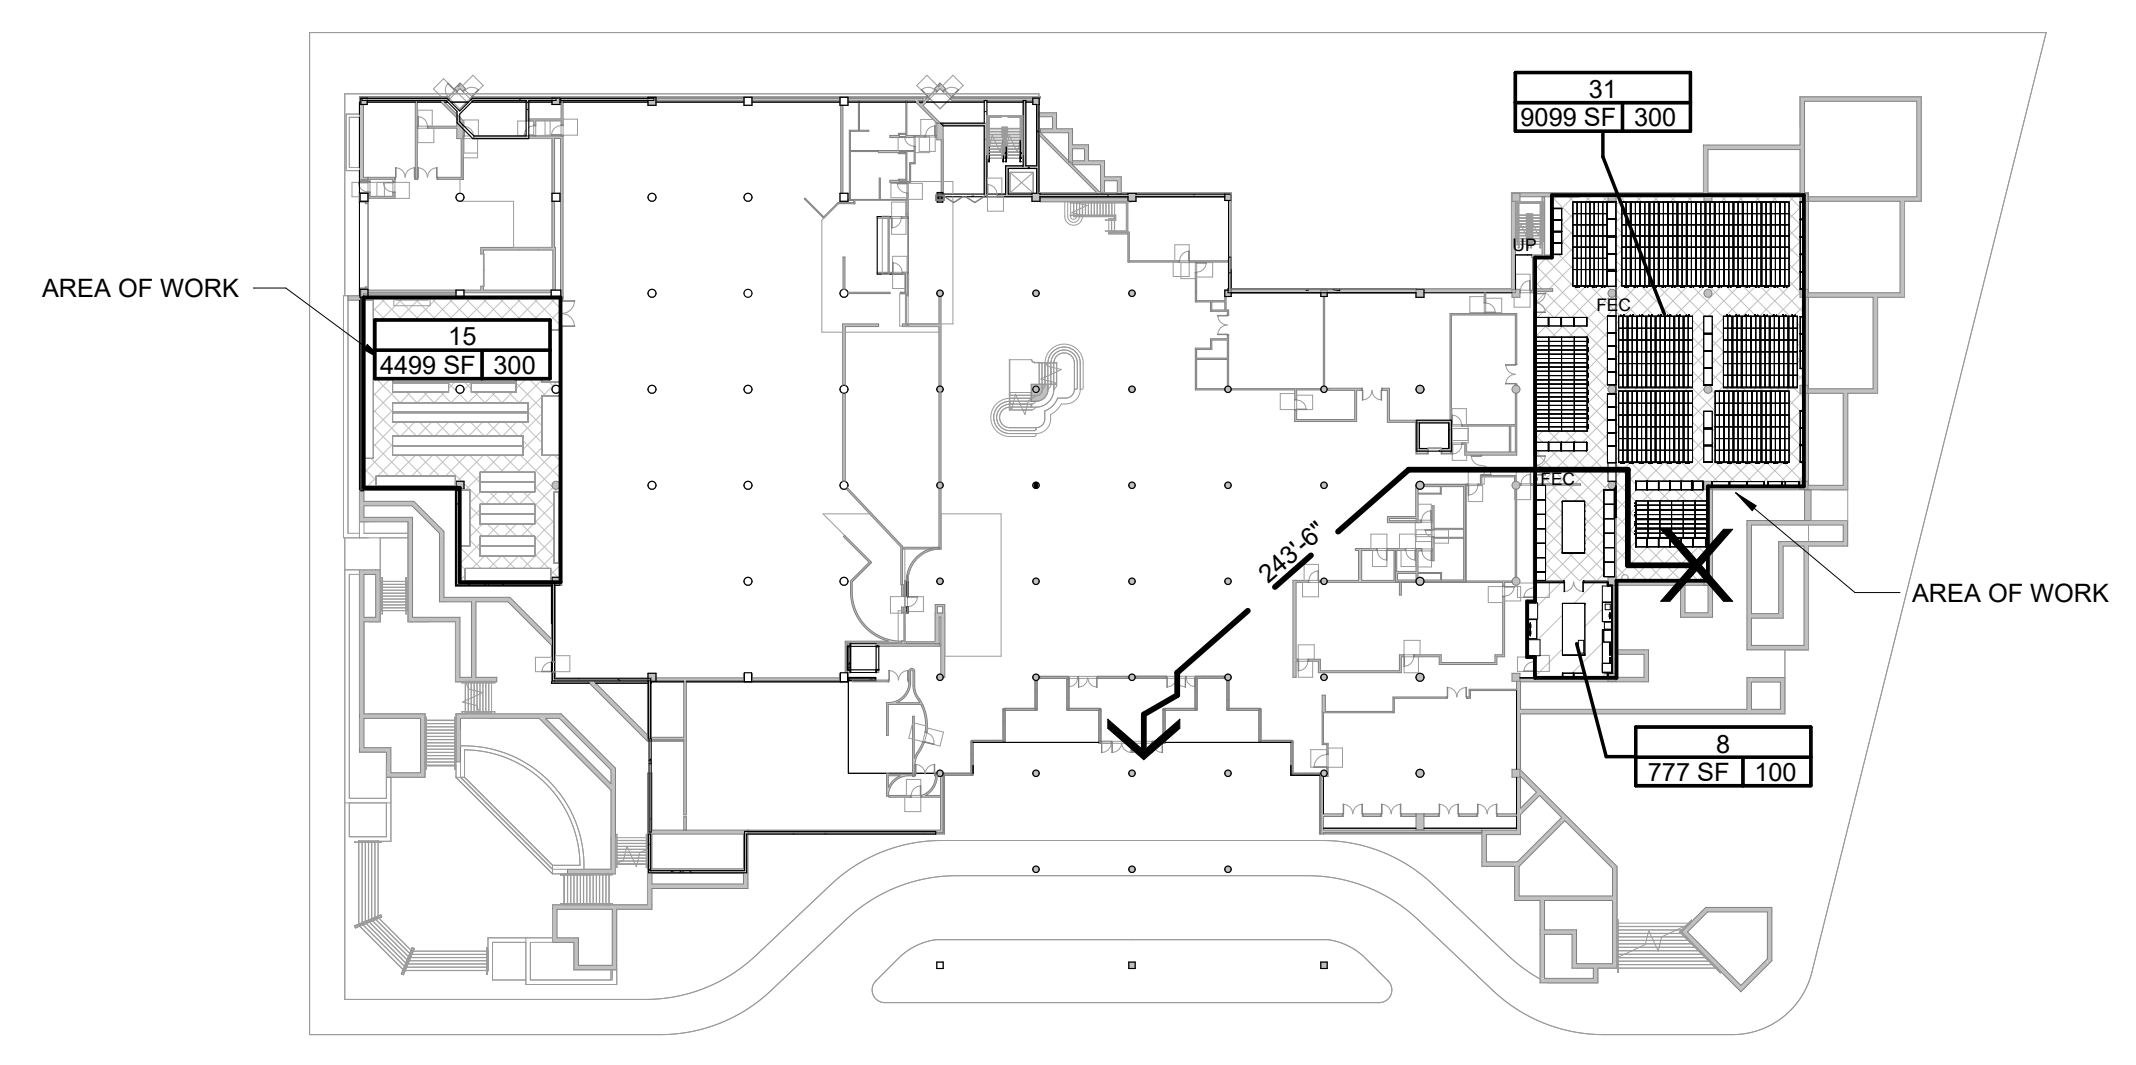 31
9099 SF 300
UP
AREA OF WORK
FEC
15
4499 SF 300
FEC
243'-6"
AREA OF WORK
8
777 SF 100